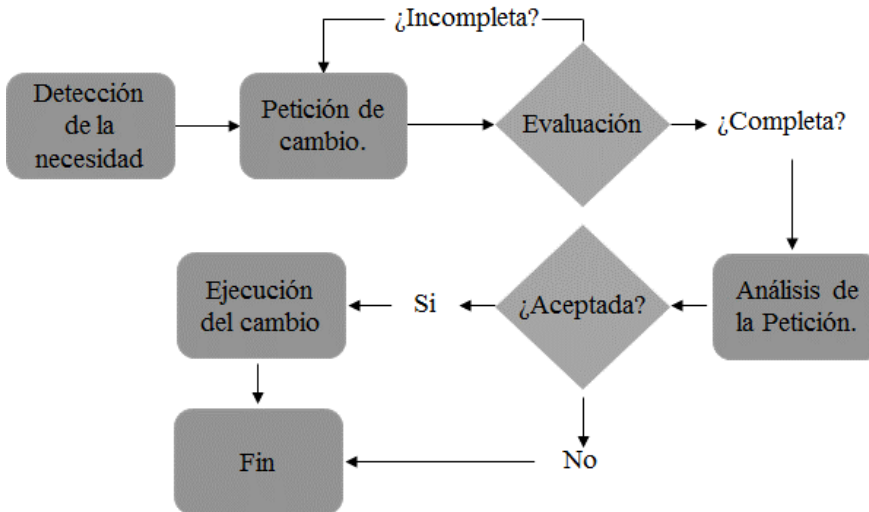 ¿Incompleta?
Detección
de la
necesidad
Petición de
cambio.
Evaluación
¿Completa?
Ejecución
del cambio
Si
¿Aceptada?
Análisis de
la Petición.
Fin
No